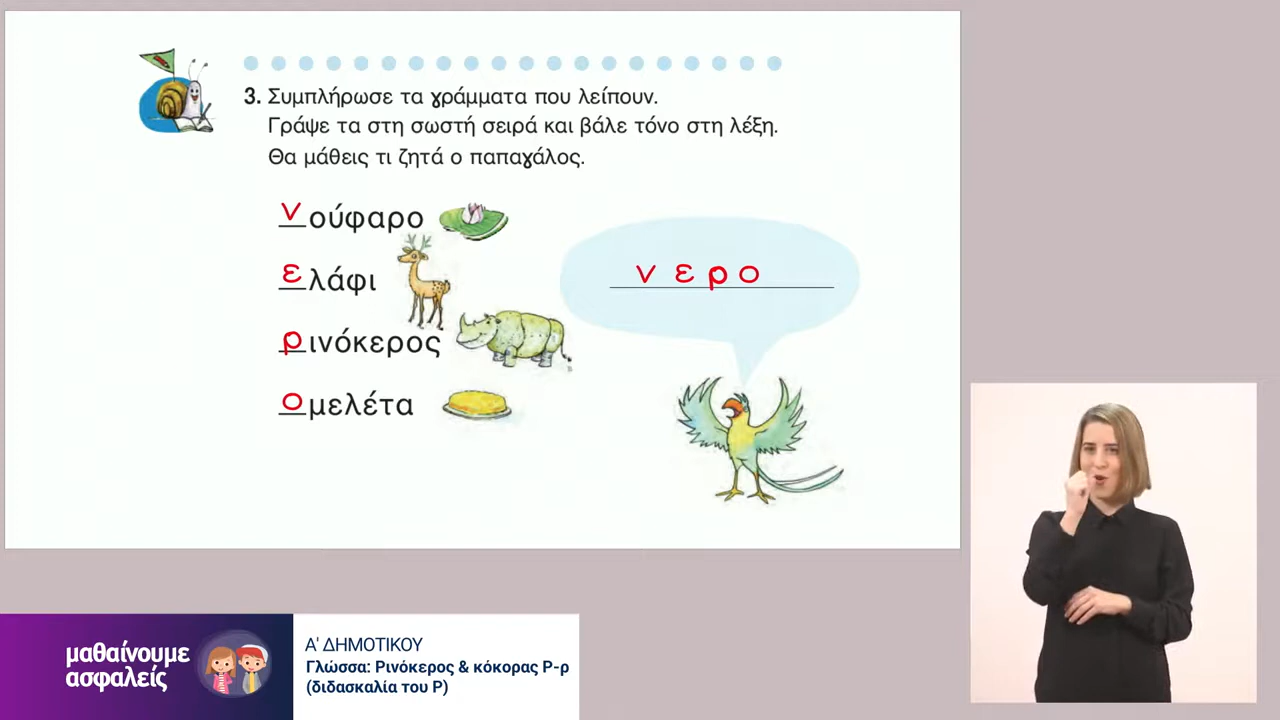 3. Συμπλήρωσε τα γράμματα που λείπουν.
Γράψε τα στη σωστή σειρά και βάλε τόνο στη λέξη.
Θα μάθεις τι ζητά ο παπαγάλος.
νούφαρο
ελάφι
ρινόκερος
ομελέτα
νερο
μαθαίνουμε
ασφαλείς
Α' ΔΗΜΟΤΙΚΟΥ
Γλώσσα: Ρινόκερος & κόκορας Ρ-ρ
(διδασκαλία του Ρ)